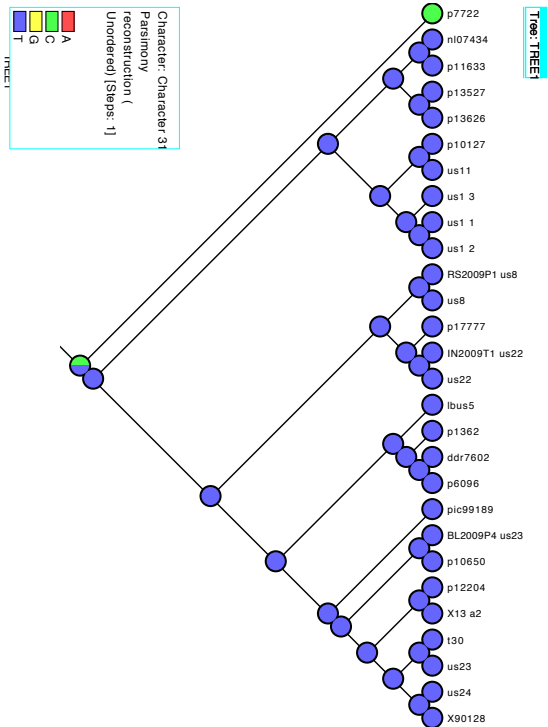 Tree: TREE1
p7722
nl07434
p11633
p13527
p13626
p10127
us11
us1 3
us1 1
us1 2
RS2009P1 us8
us8
p17777
IN2009T1 us22
us22
lbus5
p1362
ddr7602
p6096
pic99189
BL2009P4 us23
p10650
p12204
X13 a2
t30
us23
us24
X90128
Character: Character 31
Parsimony
reconstruction (
Unordered) [Steps: 1]
A
C
G
T